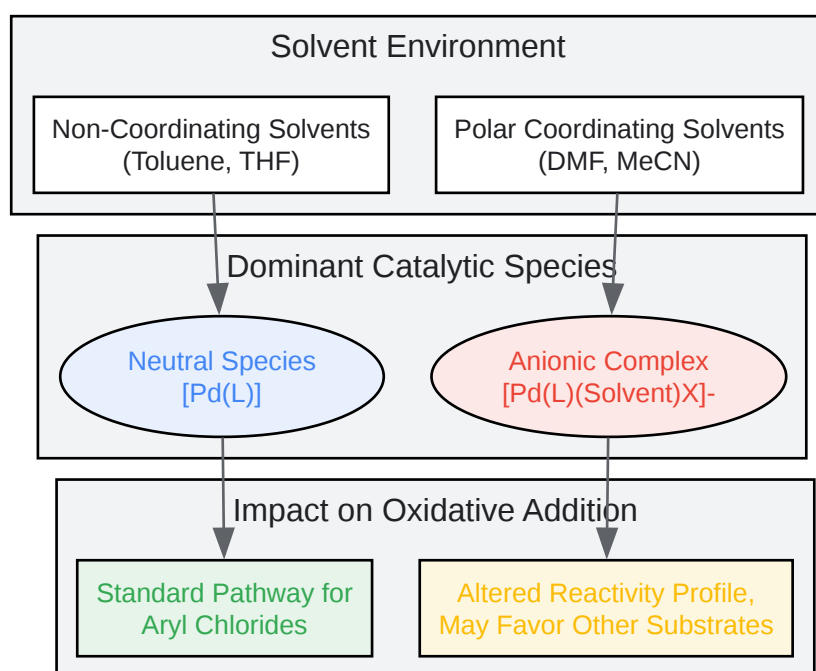 Solvent Environment
Non-Coordinating Solvents
(Toluene, THF)
Polar Coordinating Solvents
(DMF, MeCN)
Dominant Catalytic Species
Neutral Species
[Pd(L)]
Anionic Complex
[Pd(L)(Solvent)X]-
Impact on Oxidative Addition
Standard Pathway for
Aryl Chlorides
Altered Reactivity Profile,
May Favor Other Substrates